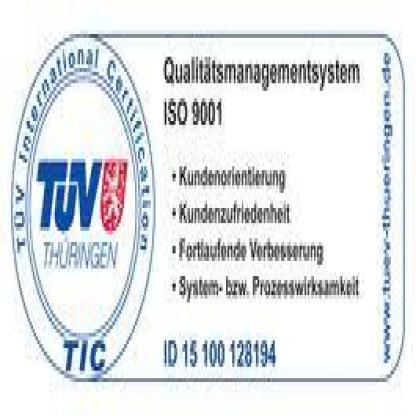 TÜV International Certification
TÜV
THÜRINGEN
TIC
Qualitätsmanagementsystem
ISO 9001
• Kundenorientierung
• Kundenzufriedenheit
• Fortlaufende Verbesserung
• System- bzw. Prozesswirksamkeit
ID 15 100 128194
www.tuev-thueringen.de